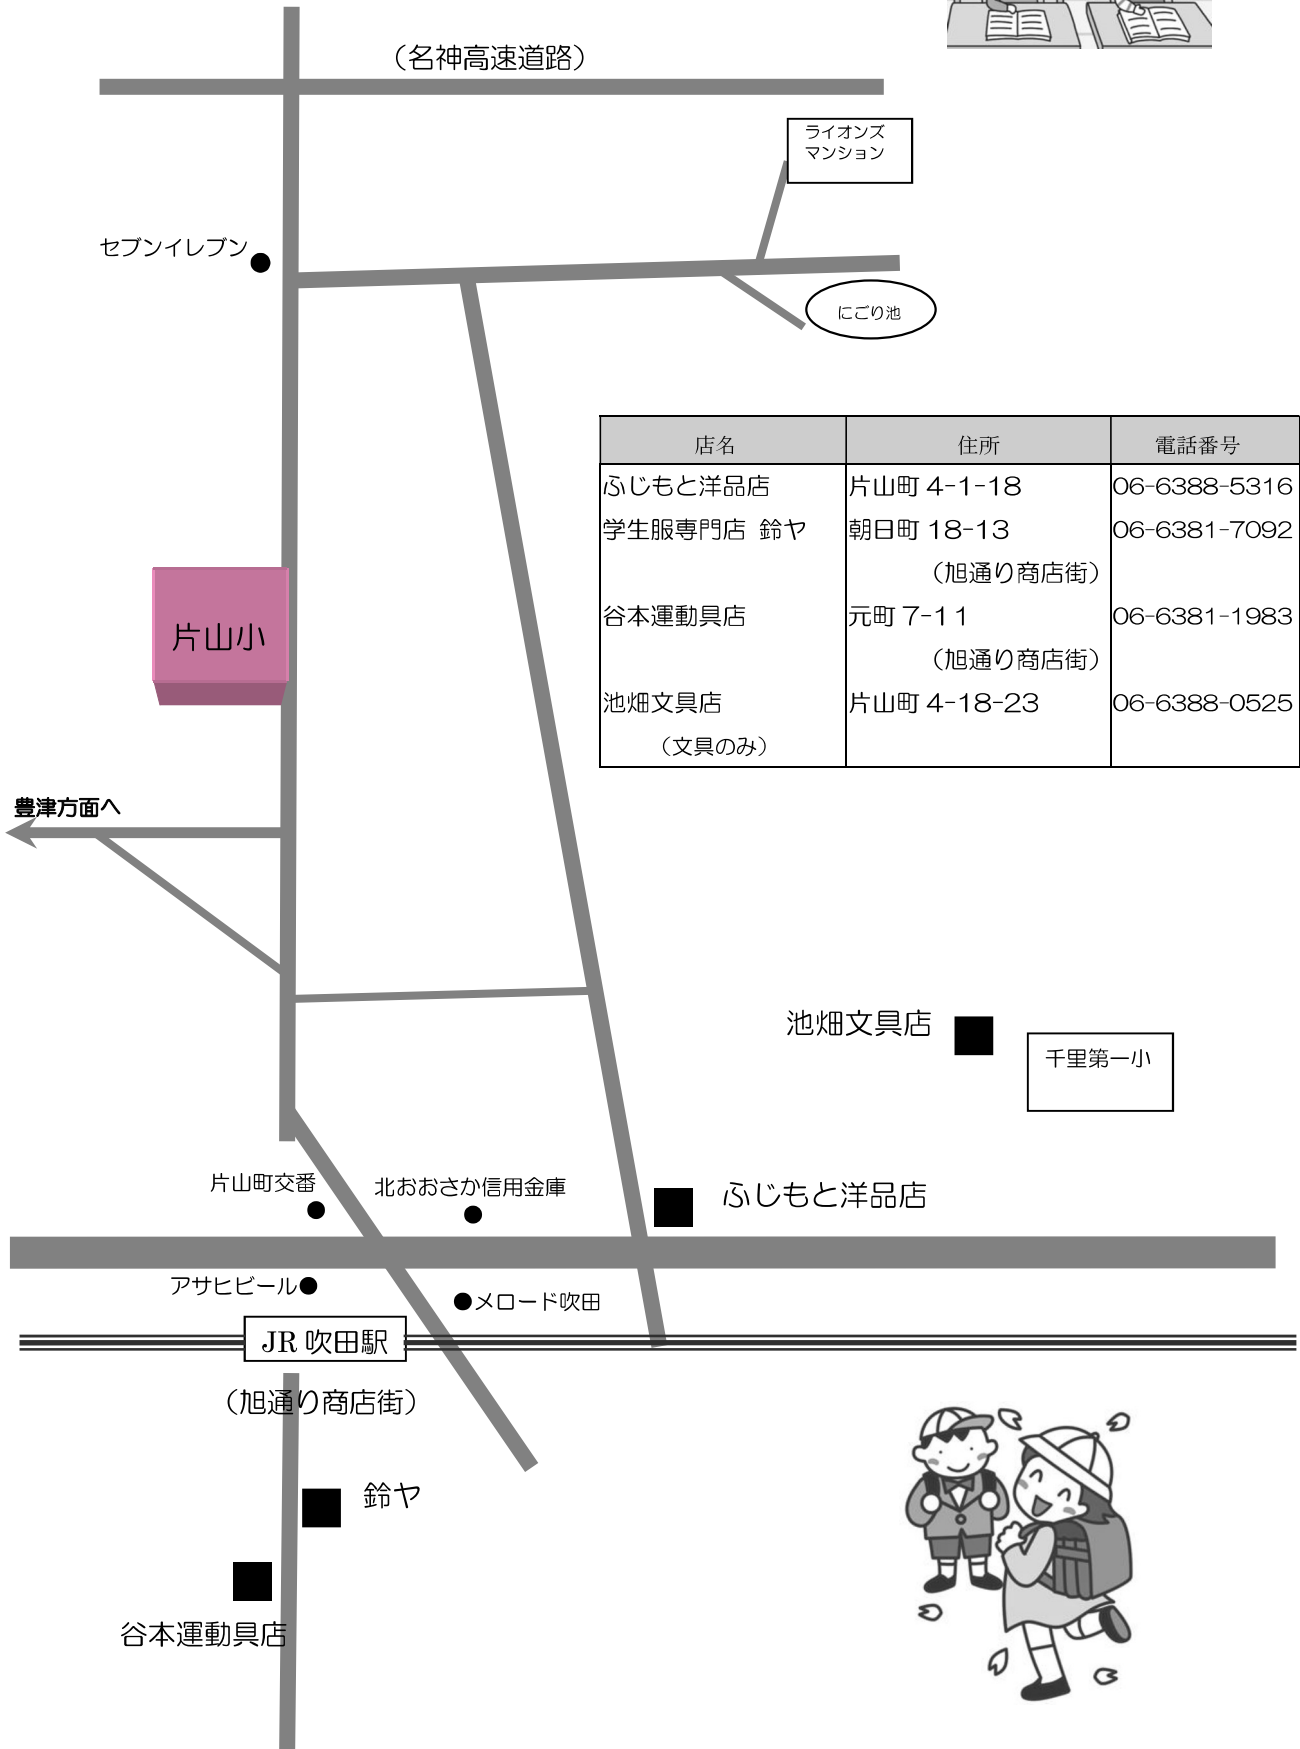 （名神高速道路）
ライオンズ
マンション
セブンイレブン
にごり池
店名 住所 電話番号
ふじもと洋品店 片山町 4-1-18 06-6388-5316
学生服専門店 鈴ヤ 朝日町 18-13 06-6381-7092
（旭通り商店街）
谷本運動具店 元町 7-11 06-6381-1983
（旭通り商店街）
池畑文具店 片山町 4-18-23 06-6388-0525
（文具のみ）
片山小
豊津方面へ
池畑文具店
千里第一小
片山町交番
北おおさか信用金庫
ふじもと洋品店
アサヒビール
メロード吹田
JR 吹田駅
（旭通り商店街）
鈴ヤ
谷本運動具店